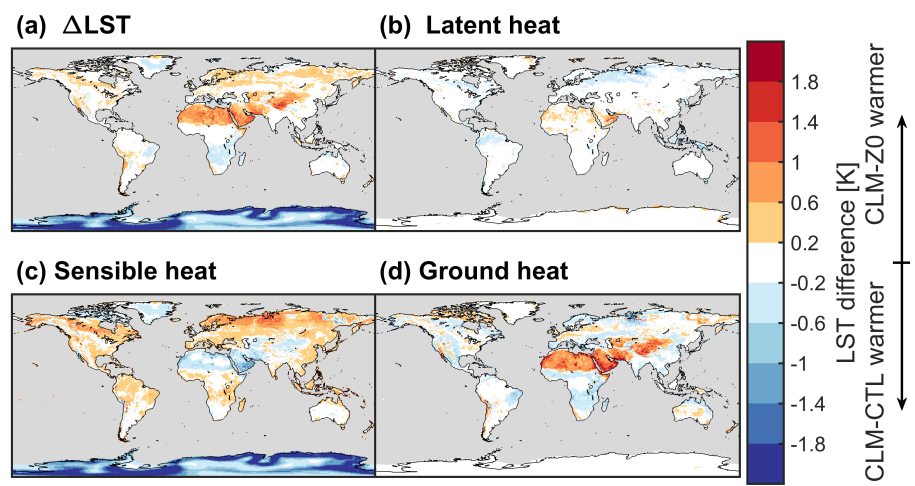 (a) ΔLST
(b) Latent heat
(c) Sensible heat
(d) Ground heat
1.8
1.4
1
0.6
0.2
-0.2
-0.6
-1
-1.4
-1.8
LST difference [K]
CLM-CTL warmer
CLM-Z0 warmer